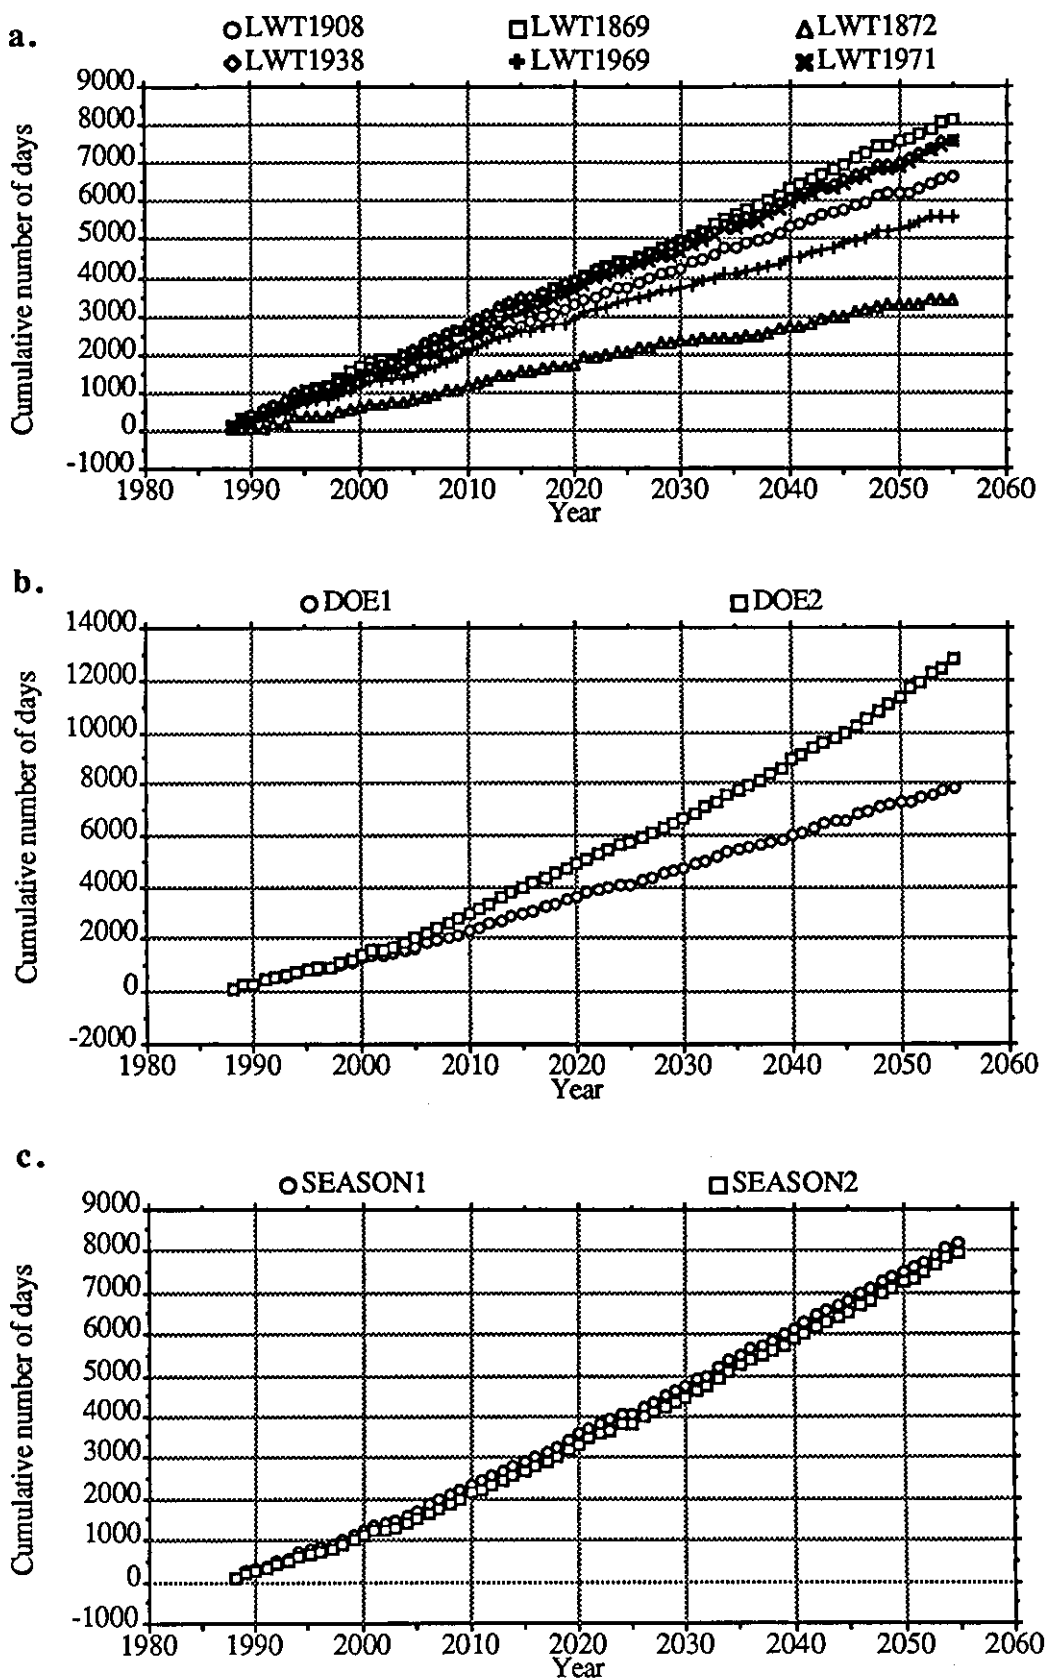 a.
LWT1908 LWT1869 LWT1872
LWT1938 LWT1969 LWT1971
9000
8000
7000
6000
5000
4000
3000
2000
1000
0
-1000
Cumulative number of days
1980 1990 2000 2010 2020 2030 2040 2050 2060
Year
b.
DOE1 DOE2
14000
12000
10000
8000
6000
4000
2000
0
-2000
Cumulative number of days
1980 1990 2000 2010 2020 2030 2040 2050 2060
Year
c.
SEASON1 SEASON2
9000
8000
7000
6000
5000
4000
3000
2000
1000
0
-1000
Cumulative number of days
1980 1990 2000 2010 2020 2030 2040 2050 2060
Year